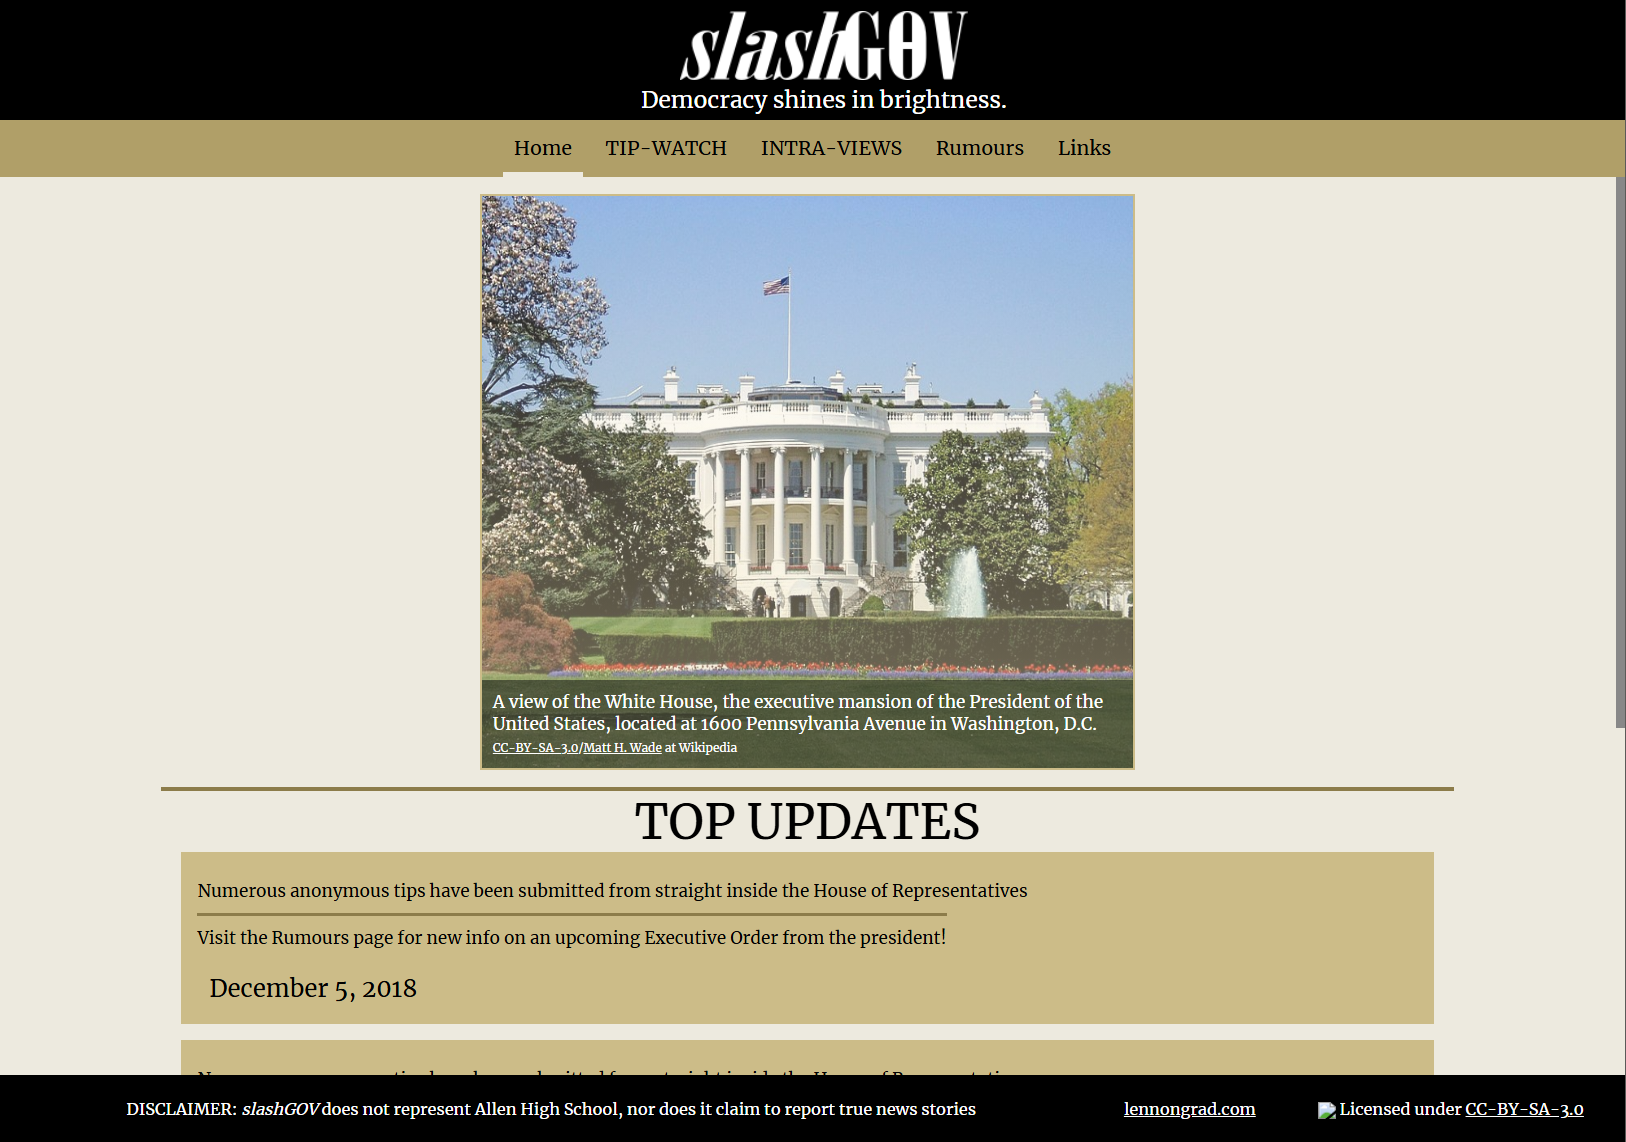 slashGOV
Democracy shines in brightness.
Home TIP-WATCH INTRA-VIEWS Rumours Links
A view of the White House, the executive mansion of the President of the
United States, located at 1600 Pennsylvania Avenue in Washington, D.C.
CC-BY-SA-3.0/Matt H. Wade at Wikipedia
TOP UPDATES
Numerous anonymous tips have been submitted from straight inside the House of Representatives
Visit the Rumours page for new info on an upcoming Executive Order from the president!
December 5, 2018
DISCLAIMER: slashGOV does not represent Allen High School, nor does it claim to report true news stories
lennongrad.com
Licensed under CC-BY-SA-3.0